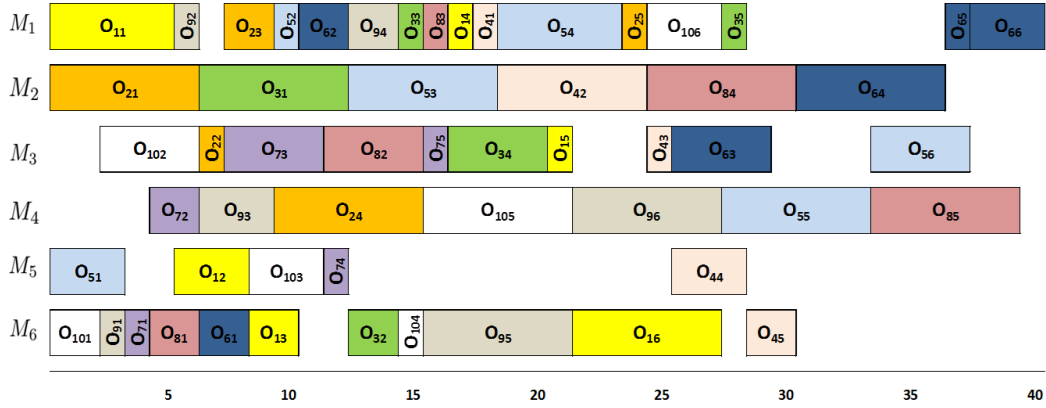 M₁ O₁₁ O₉₂ O₂₃ O₅₂ O₆₂ O₉₄ O₃₃ O₈₃ O₁₄ O₄₁ O₅₄ O₂₅ O₁₀₆ O₃₅ O₆₅ O₆₆
M₂ O₂₁ O₃₁ O₅₃ O₄₂ O₈₄ O₆₄
M₃ O₁₀₂ O₂₂ O₇₃ O₈₂ O₇₅ O₃₄ O₁₅ O₄₃ O₆₃ O₅₆
M₄ O₇₂ O₉₃ O₂₄ O₁₀₅ O₉₆ O₅₅ O₈₅
M₅ O₅₁ O₁₂ O₁₀₃ O₇₄ O₄₄
M₆ O₁₀₁ O₉₁ O₇₁ O₈₁ O₆₁ O₁₃ O₃₂ O₁₀₄ O₉₅ O₁₆ O₄₅
5 10 15 20 25 30 35 40